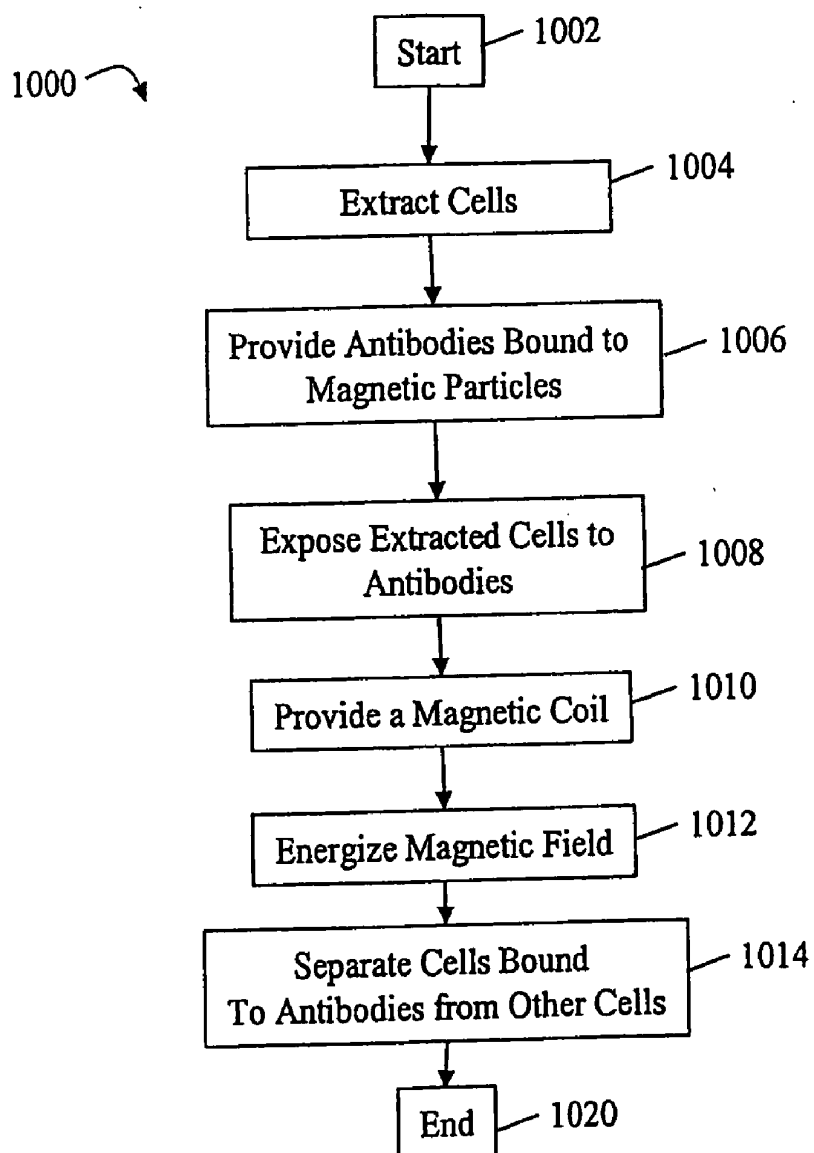 1000
Start
1002
Extract Cells
1004
Provide Antibodies Bound to
Magnetic Particles
1006
Expose Extracted Cells to
Antibodies
1008
Provide a Magnetic Coil
1010
Energize Magnetic Field
1012
Separate Cells Bound
To Antibodies from Other Cells
1014
End
1020